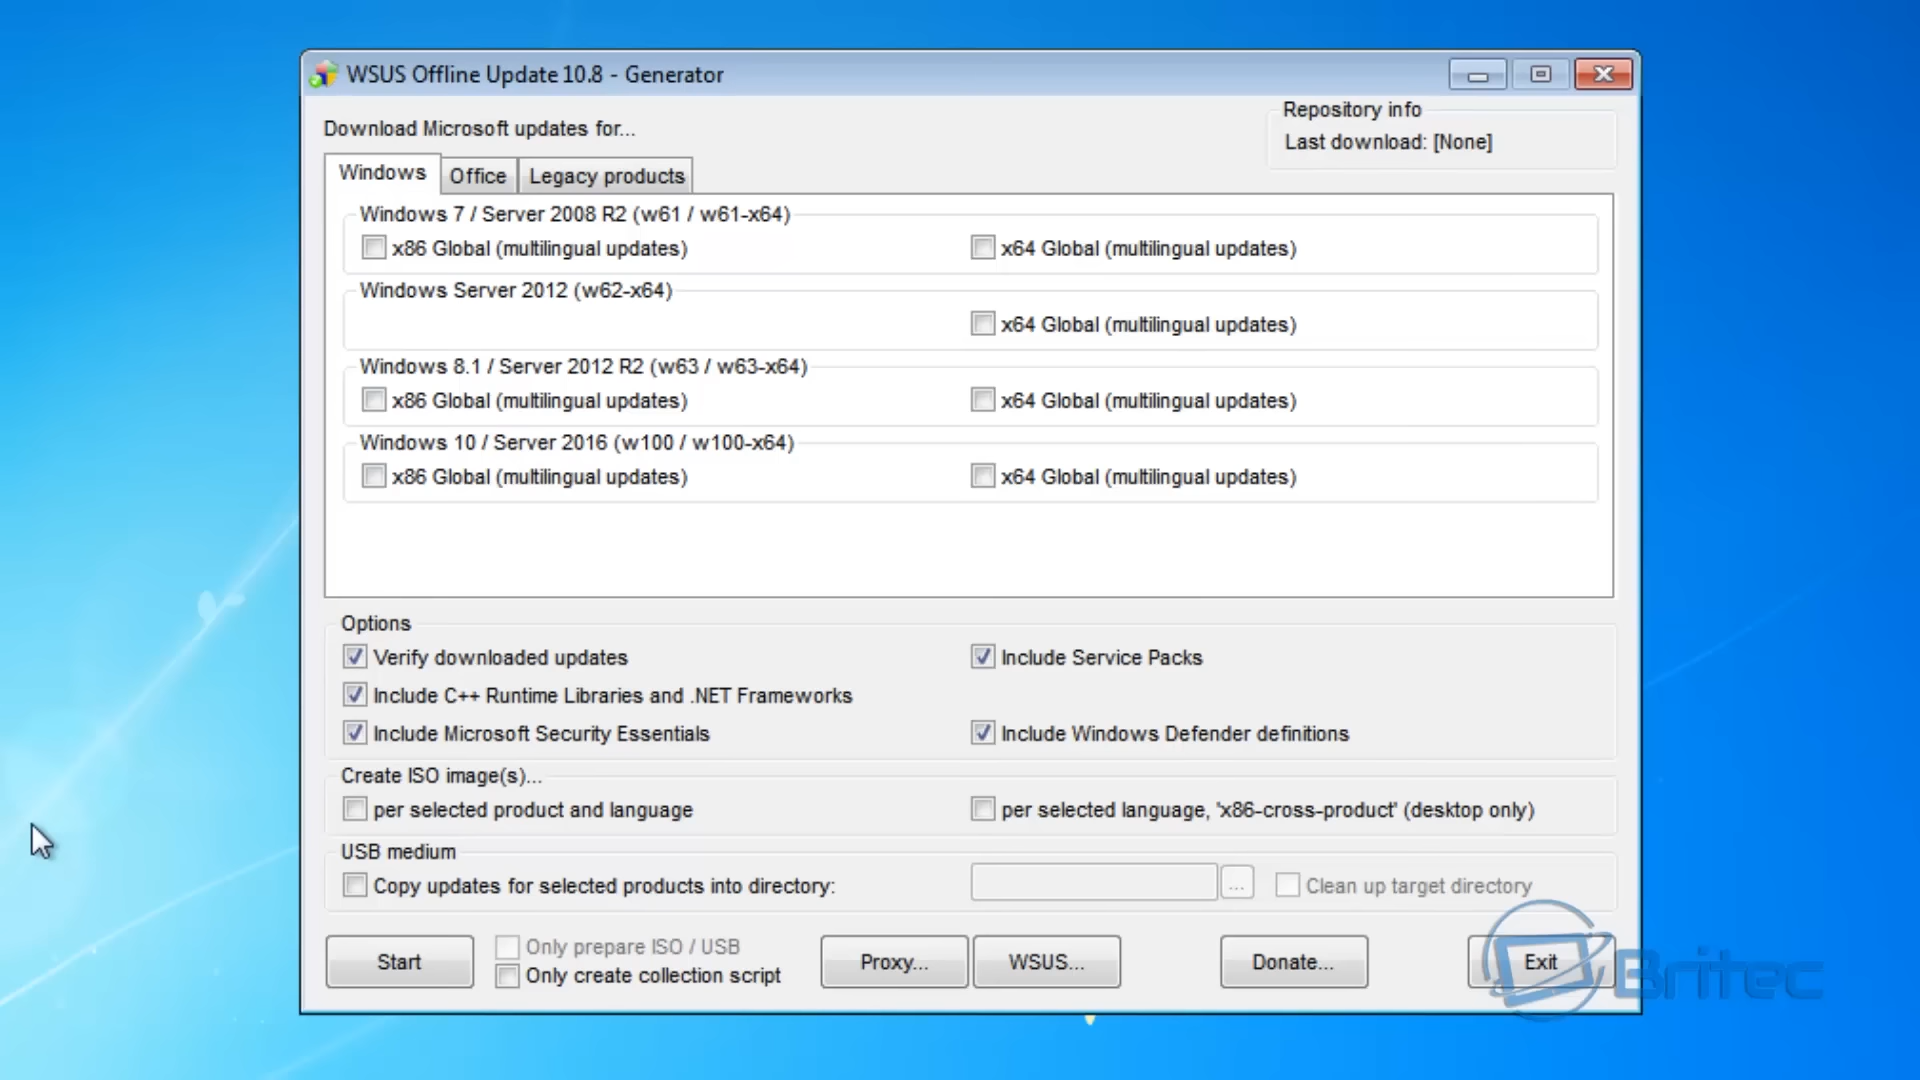 WSUS Offline Update 10.8 - Generator
Repository info
Download Microsoft updates for...
Last download: [None]
Windows
Office
Legacy products
Windows 7 / Server 2008 R2 (w61 / w61-x64)
x86 Global (multilingual updates)
x64 Global (multilingual updates)
Windows Server 2012 (w62-x64)
x64 Global (multilingual updates)
Windows 8.1 / Server 2012 R2 (w63 / w63-x64)
x86 Global (multilingual updates)
x64 Global (multilingual updates)
Windows 10 / Server 2016 (w100 / w100-x64)
x86 Global (multilingual updates)
x64 Global (multilingual updates)
Options
Verify downloaded updates
Include Service Packs
Include C++ Runtime Libraries and .NET Frameworks
Include Microsoft Security Essentials
Include Windows Defender definitions
Create ISO image(s)...
per selected product and language
per selected language, 'x86-cross-product' (desktop only)
USB medium
Copy updates for selected products into directory:
...
Clean up target directory
Start
Only prepare ISO / USB
Only create collection script
Proxy...
WSUS...
Donate...
Exit
Britec